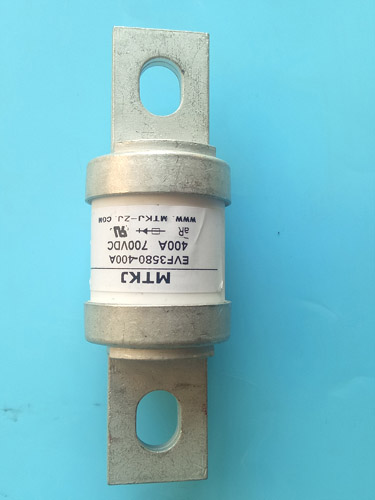 MTKJ
EVF3580-400A
400A 700VDC
aR
WWW.MTKJ-ZJ.COM